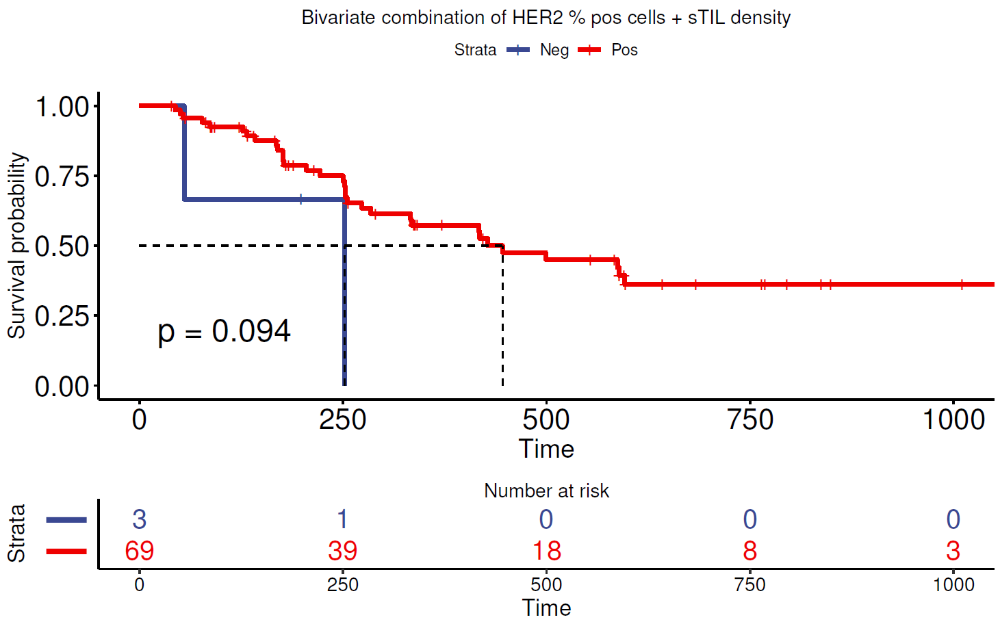 Bivariate combination of HER2 % pos cells + sTIL density
Strata Neg Pos
Survival probability
1.00
0.75
0.50
0.25
0.00
p = 0.094
0 250 500 750 1000
Time
Number at risk
Strata
3 1 0 0 0
69 39 18 8 3
0 250 500 750 1000
Time